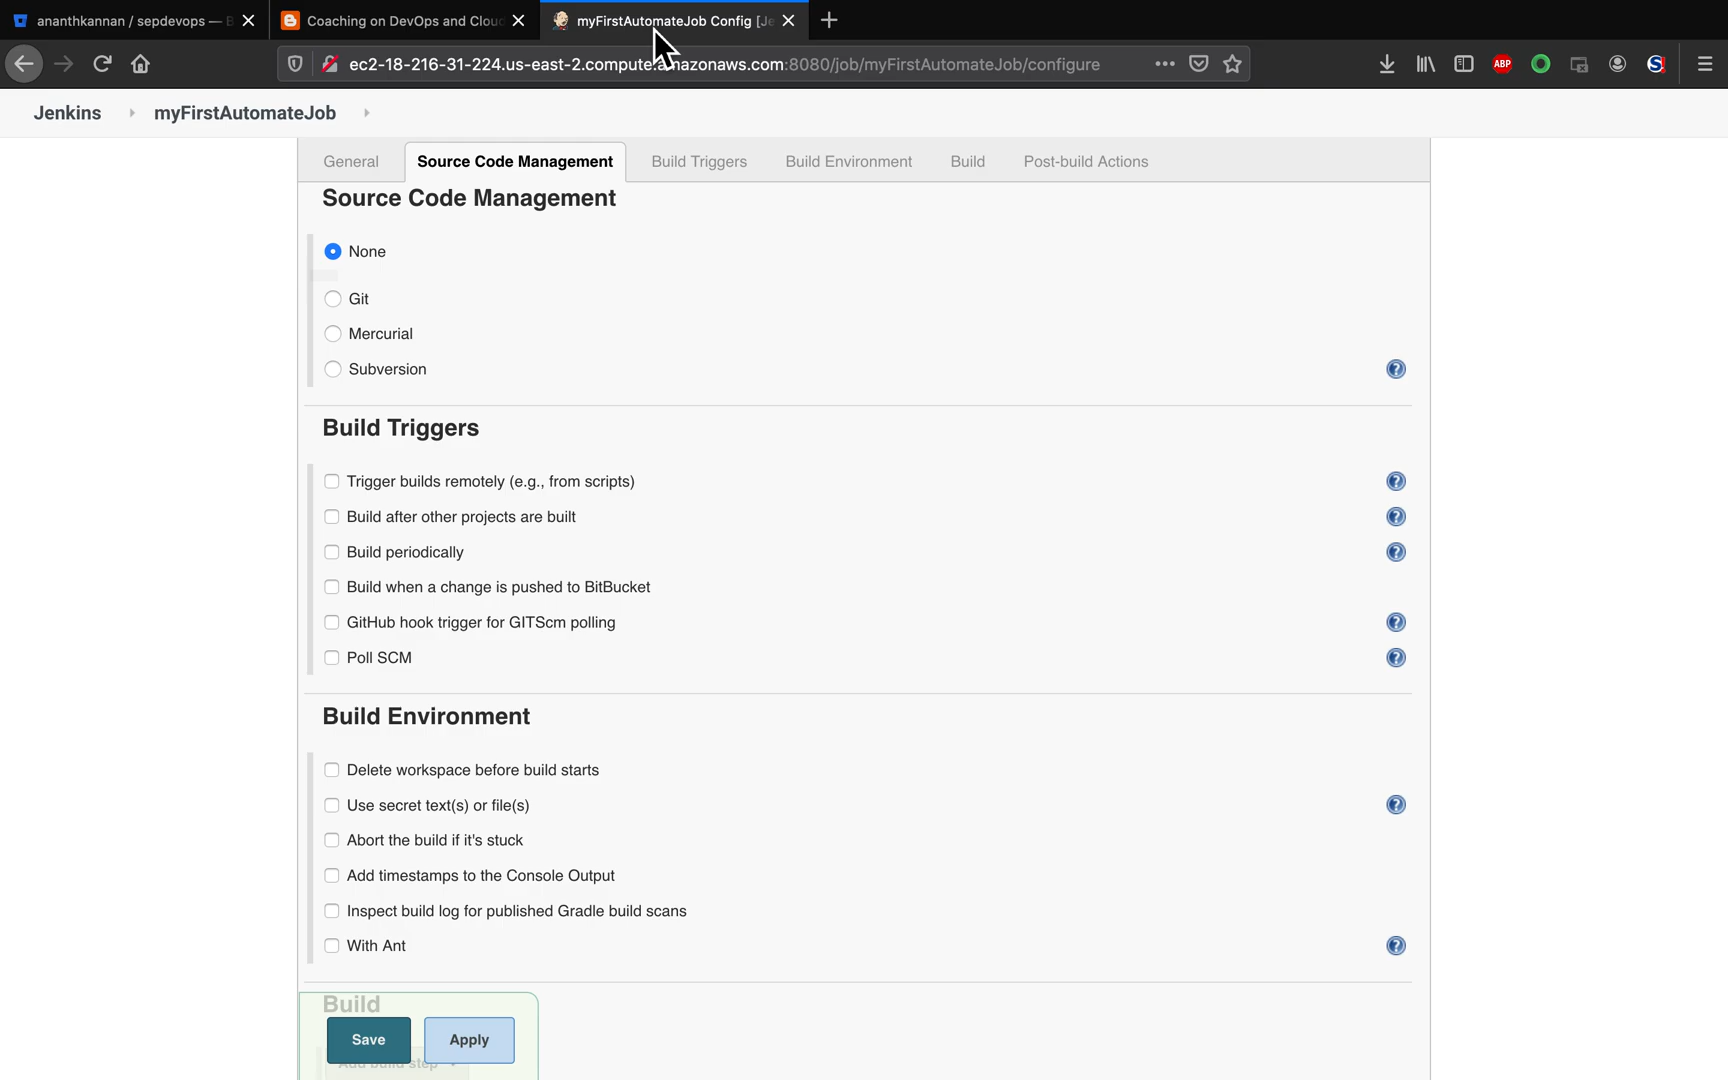 ananthkannan / sepdevops — B
Coaching on DevOps and Cloud
myFirstAutomateJob Config [Je
ec2-18-216-31-224.us-east-2.compute.amazonaws.com:8080/job/myFirstAutomateJob/configure
ABP
Jenkins
myFirstAutomateJob
General
Source Code Management
Build Triggers
Build Environment
Build
Post-build Actions
Source Code Management
None
Git
Mercurial
Subversion
Build Triggers
Trigger builds remotely (e.g., from scripts)
Build after other projects are built
Build periodically
Build when a change is pushed to BitBucket
GitHub hook trigger for GITScm polling
Poll SCM
Build Environment
Delete workspace before build starts
Use secret text(s) or file(s)
Abort the build if it's stuck
Add timestamps to the Console Output
Inspect build log for published Gradle build scans
With Ant
Build
Save
Apply
Add build step